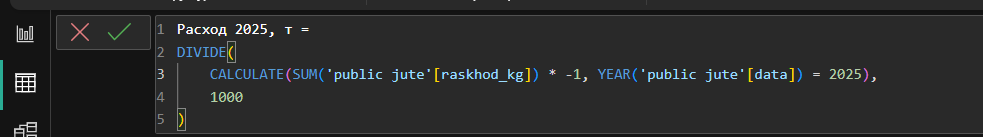 1 Расход 2025, т =
2 DIVIDE(
3 CALCULATE(SUM('public jute'[raskhod_kg]) * -1, YEAR('public jute'[data]) = 2025),
4 1000
5 )